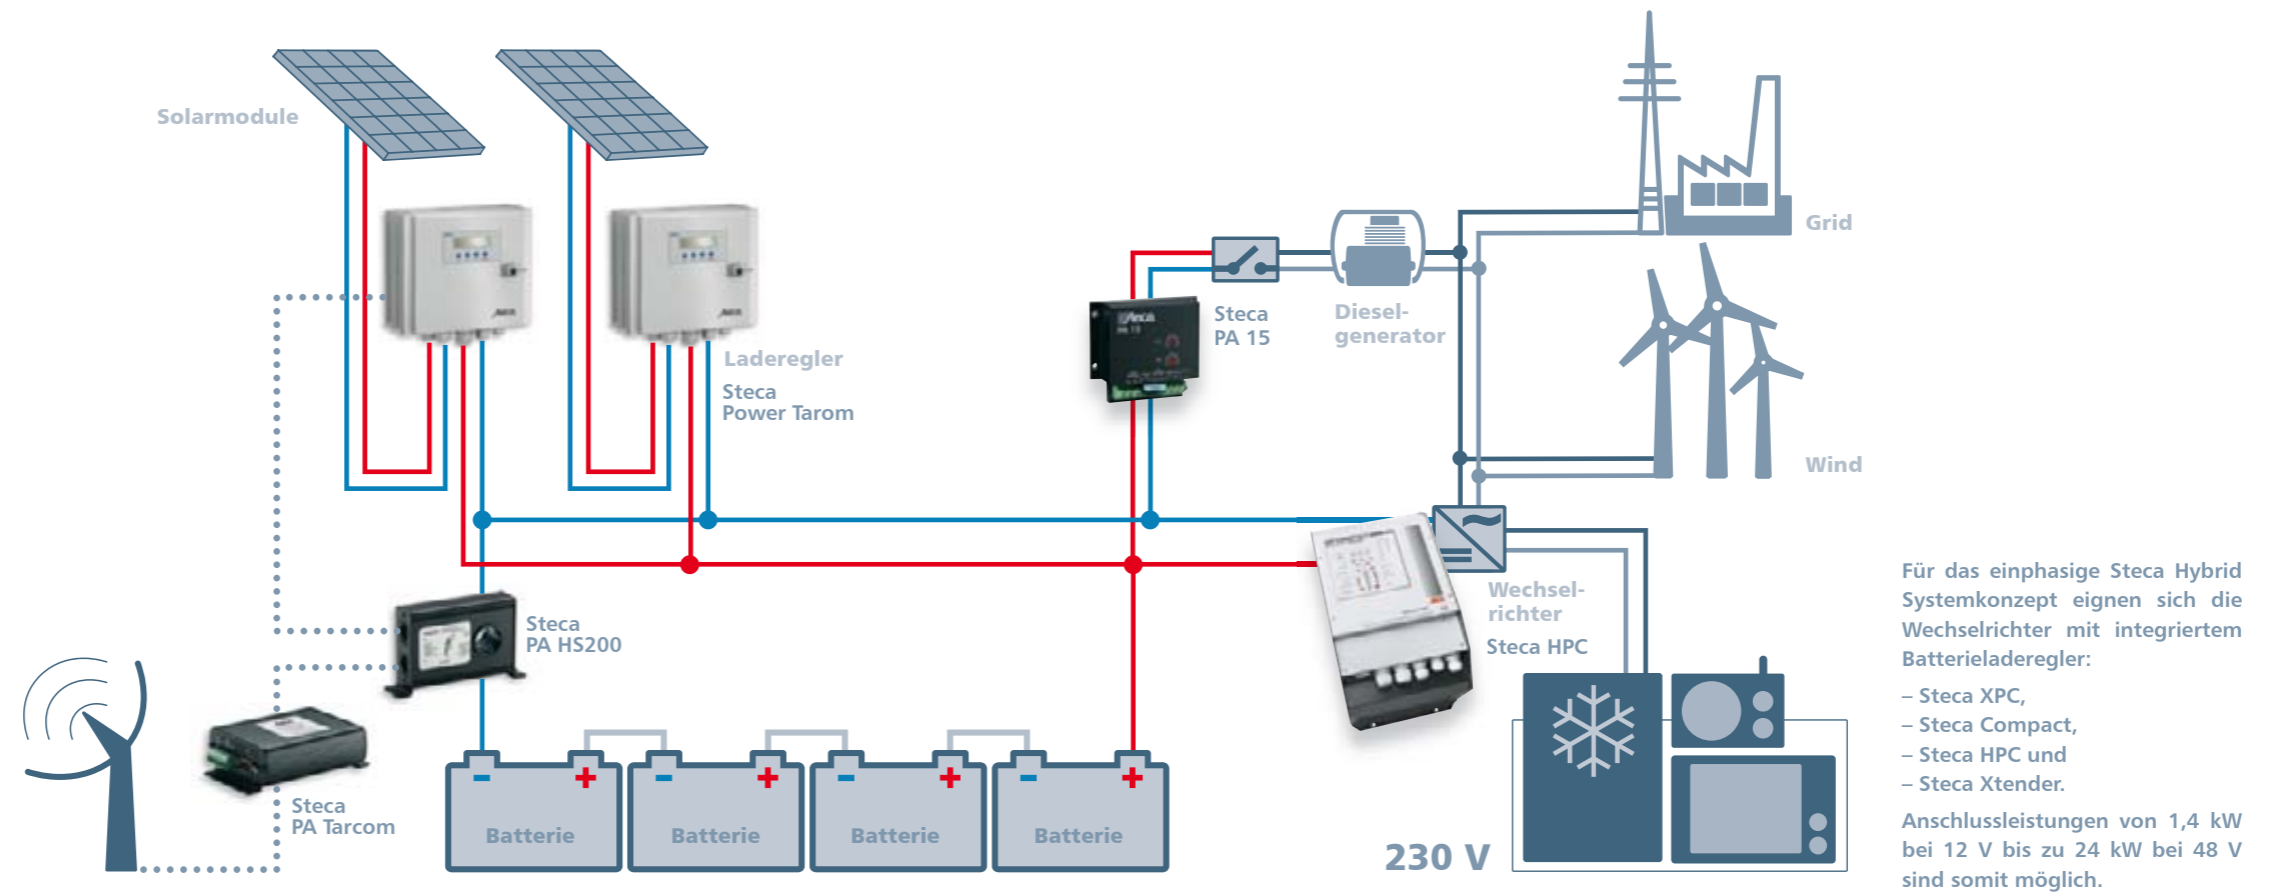 Solarmodule
Laderegler
Steca
Power Tarom
Steca
PA 15
Diesel-
generator
Grid
Wind
Wechsel-
richter
Steca HPC
Steca
PA HS200
Steca
PA Tarcom
- +
- +
- +
- +
Batterie
Batterie
Batterie
Batterie
230 V
Für das einphasige Steca Hybrid
Systemkonzept eignen sich die
Wechselrichter mit integriertem
Batterieladeregler:
– Steca XPC,
– Steca Compact,
– Steca HPC und
– Steca Xtender.
Anschlussleistungen von 1,4 kW
bei 12 V bis zu 24 kW bei 48 V
sind somit möglich.